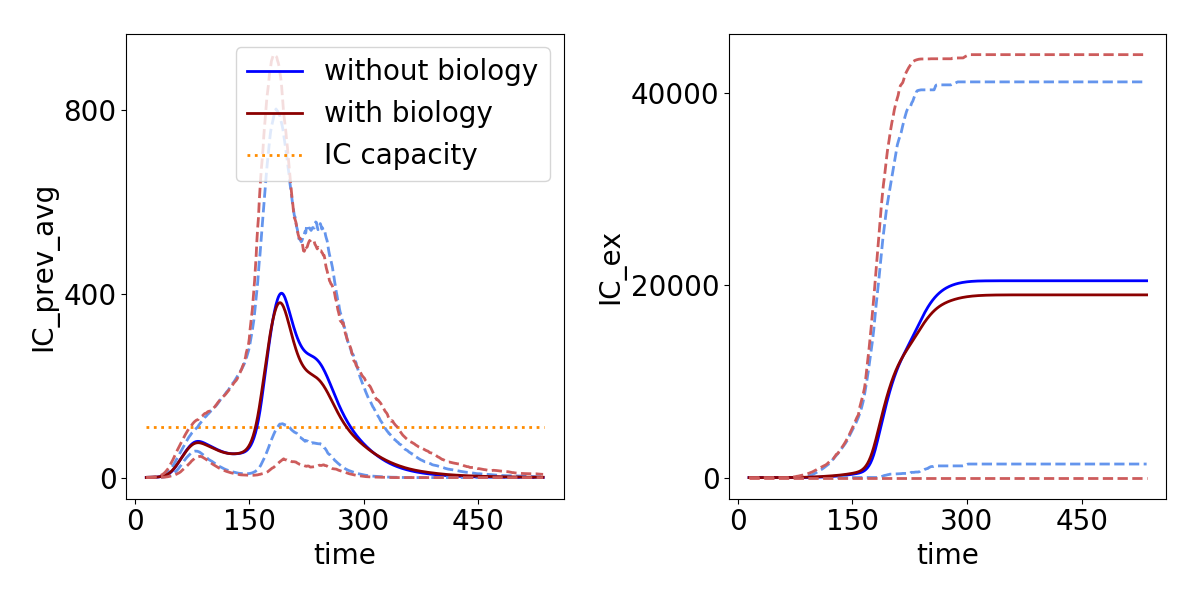 without biology
with biology
IC capacity
IC_prev_avg
800
400
0
0 150 300 450
time
IC_ex
40000
20000
0
0 150 300 450
time